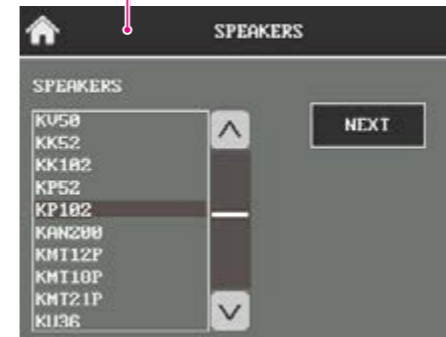 SPEAKERS
SPEAKERS
KV50
KK52
KK102
KP52
KP102
KAN200
KMT12P
KMT18P
KMT21P
KU36
NEXT